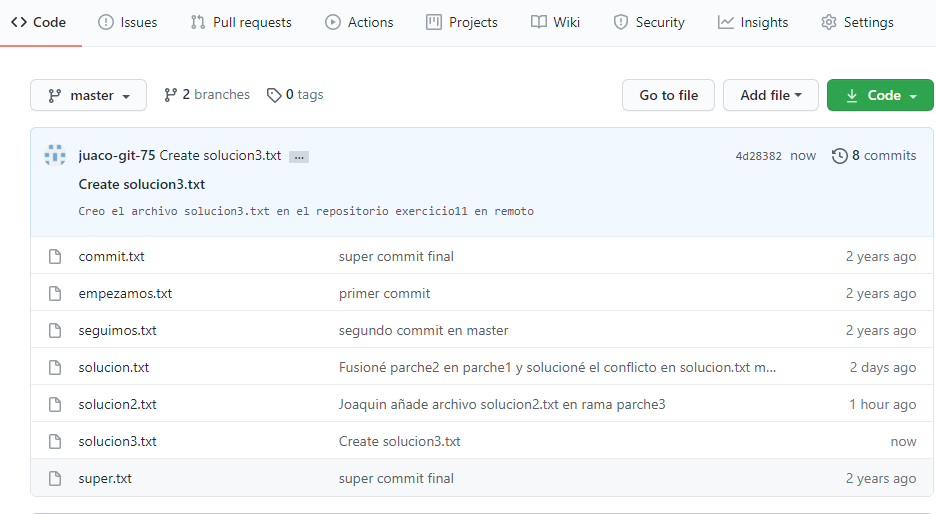 Code Issues Pull requests Actions Projects Wiki Security Insights Settings
master 2 branches 0 tags Go to file Add file Code
juaco-git-75 Create solucion3.txt ... 4d28382 now 8 commits
Create solucion3.txt
Creo el archivo solucion3.txt en el repositorio exercicio11 en remoto
commit.txt super commit final 2 years ago
empezamos.txt primer commit 2 years ago
seguimos.txt segundo commit en master 2 years ago
solucion.txt Fusioné parche2 en parche1 y solucioné el conflicto en solucion.txt m... 2 days ago
solucion2.txt Joaquin añade archivo solucion2.txt en rama parche3 1 hour ago
solucion3.txt Create solucion3.txt now
super.txt super commit final 2 years ago